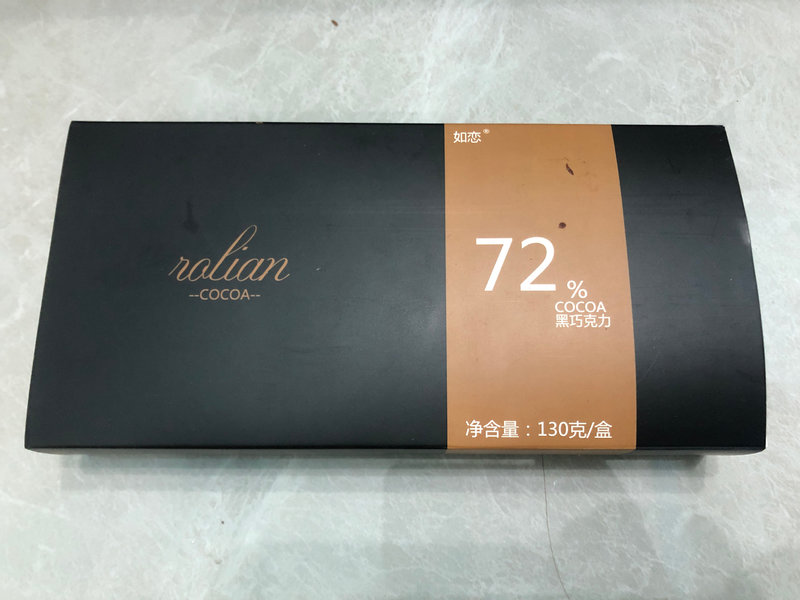 如恋®
rolian
--COCOA--
72%
COCOA
黑巧克力
净含量：130克/盒